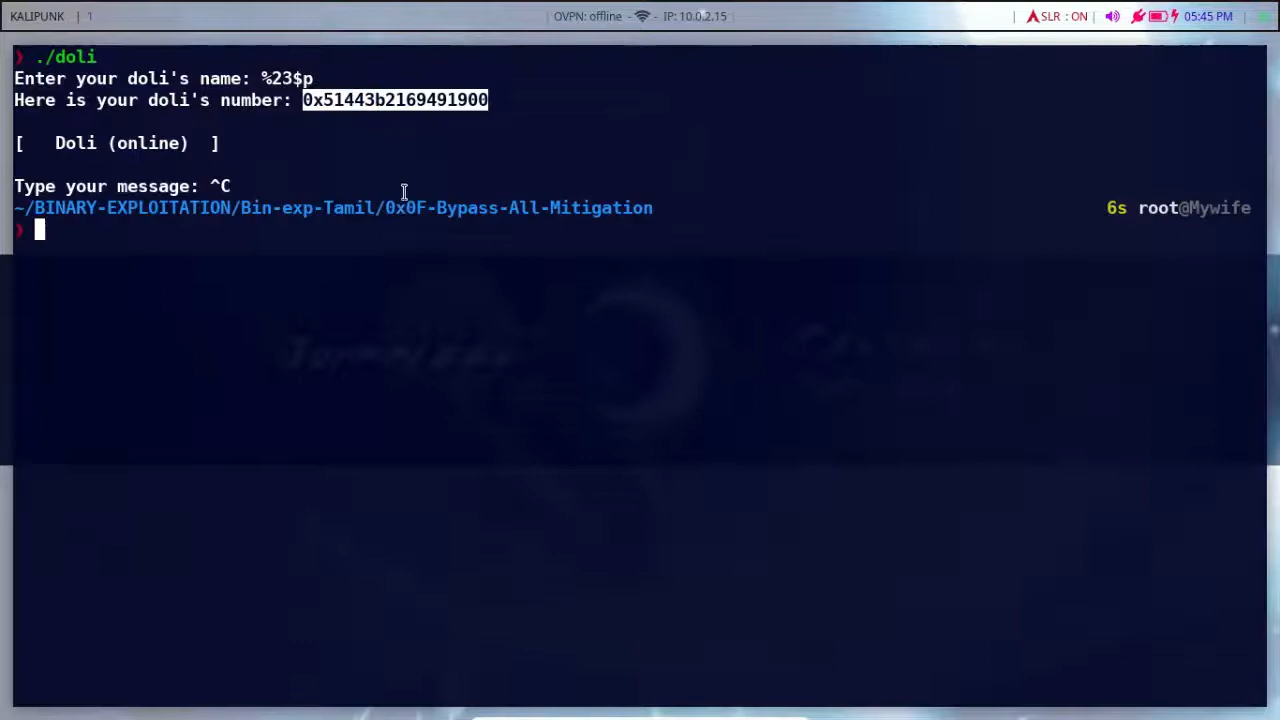 KALIPUNK | 1 OVPN: offline - - IP: 10.0.2.15 | SLR : ON 05:45 PM
❯ ./doli
Enter your doli's name: %23$p
Here is your doli's number: 0x51443b2169491900
[ Doli (online) ]
Type your message: ^C
~/BINARY-EXPLOITATION/Bin-exp-Tamil/0x0F-Bypass-All-Mitigation 6s root@Mywife
❯